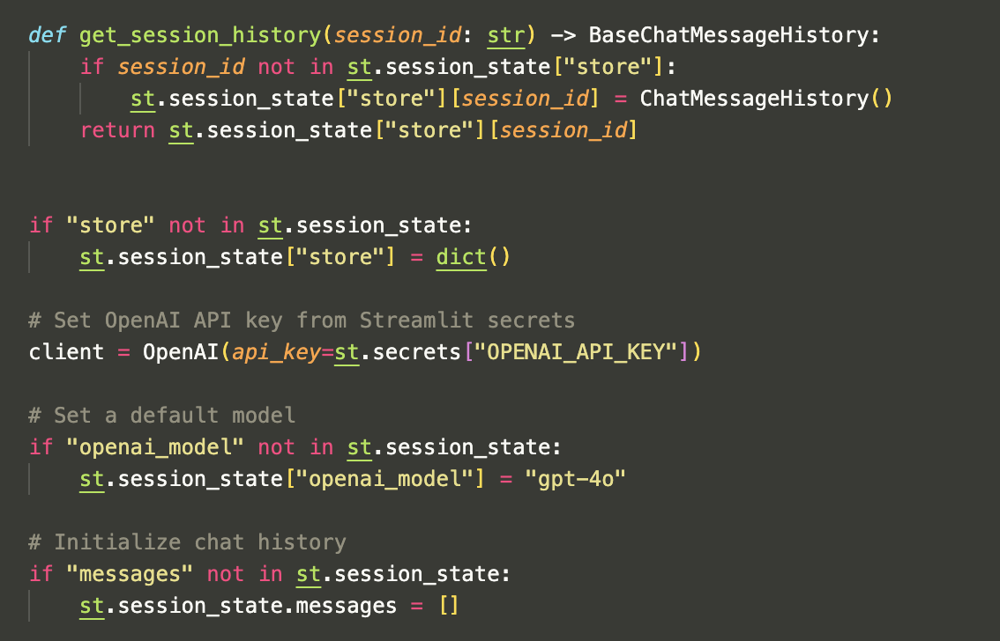 def get_session_history(session_id: str) -> BaseChatMessageHistory:
    if session_id not in st.session_state["store"]:
        st.session_state["store"][session_id] = ChatMessageHistory()
    return st.session_state["store"][session_id]
if "store" not in st.session_state:
    st.session_state["store"] = dict()
# Set OpenAI API key from Streamlit secrets
client = OpenAI(api_key=st.secrets["OPENAI_API_KEY"])
# Set a default model
if "openai_model" not in st.session_state:
    st.session_state["openai_model"] = "gpt-4o"
# Initialize chat history
if "messages" not in st.session_state:
    st.session_state.messages = []